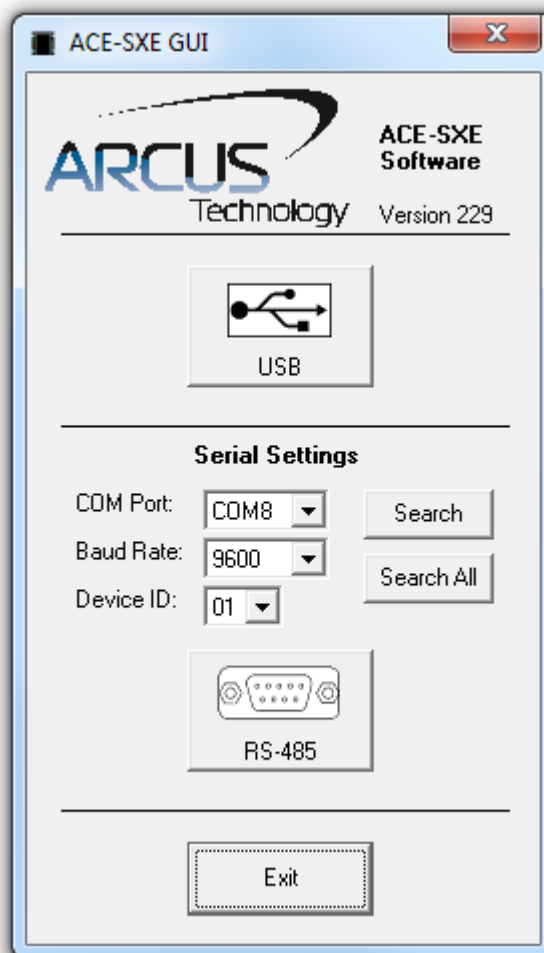 ACE-SXE GUI
ARCUS
Technology
ACE-SXE
Software
Version 229
USB
Serial Settings
COM Port: COM8 Search
Baud Rate: 9600 Search All
Device ID: 01
RS-485
Exit